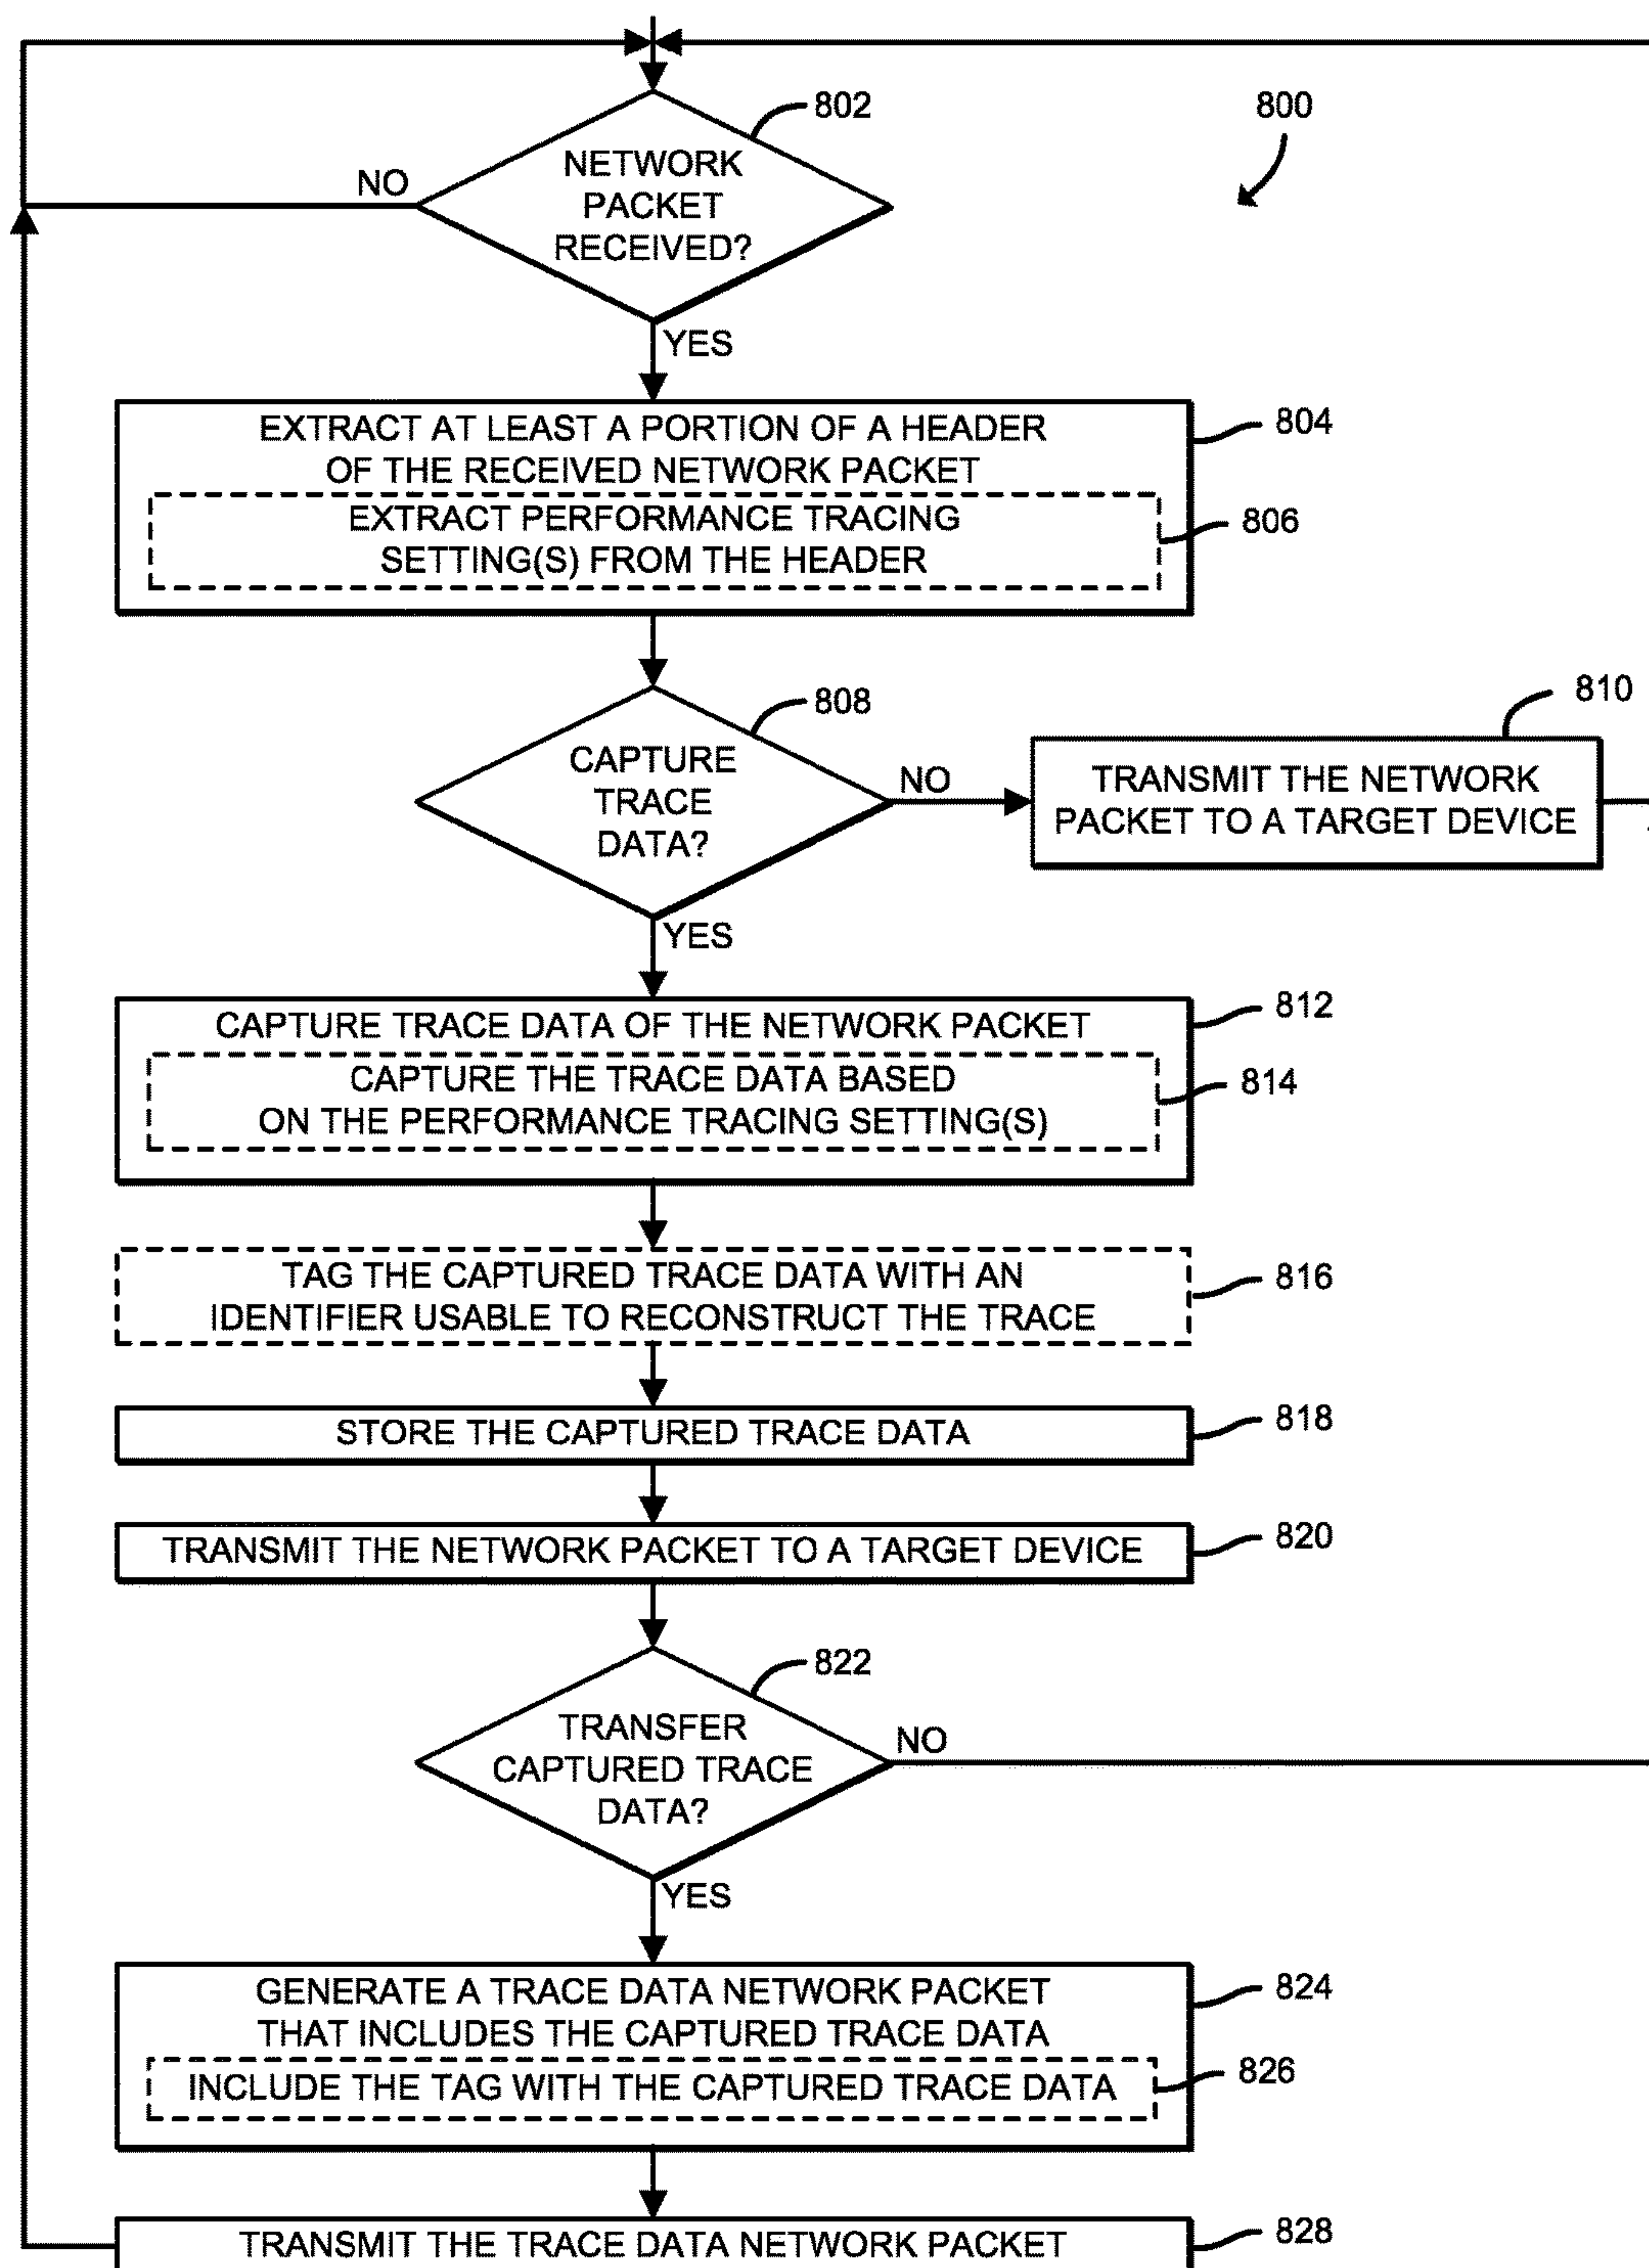 802
800
NO
NETWORK
PACKET
RECEIVED?
YES
EXTRACT AT LEAST A PORTION OF A HEADER
OF THE RECEIVED NETWORK PACKET
804
EXTRACT PERFORMANCE TRACING
SETTING(S) FROM THE HEADER
806
808
CAPTURE
TRACE
DATA?
NO
810
TRANSMIT THE NETWORK
PACKET TO A TARGET DEVICE
YES
CAPTURE TRACE DATA OF THE NETWORK PACKET
812
CAPTURE THE TRACE DATA BASED
ON THE PERFORMANCE TRACING SETTING(S)
814
TAG THE CAPTURED TRACE DATA WITH AN
IDENTIFIER USABLE TO RECONSTRUCT THE TRACE
816
STORE THE CAPTURED TRACE DATA
818
TRANSMIT THE NETWORK PACKET TO A TARGET DEVICE
820
822
TRANSFER
CAPTURED TRACE
DATA?
NO
YES
GENERATE A TRACE DATA NETWORK PACKET
THAT INCLUDES THE CAPTURED TRACE DATA
824
INCLUDE THE TAG WITH THE CAPTURED TRACE DATA
826
TRANSMIT THE TRACE DATA NETWORK PACKET
828